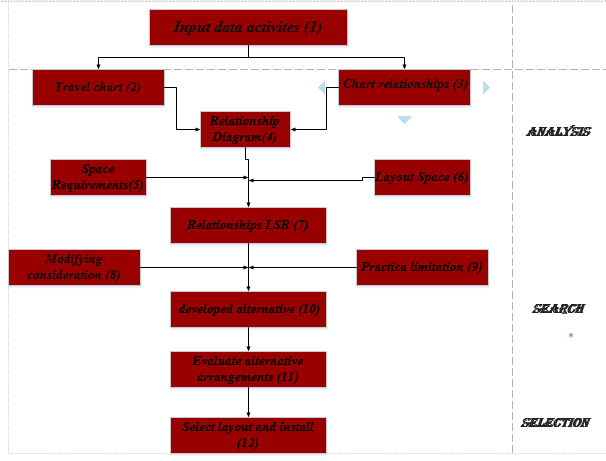 Input data activites (1)
Travel chart (2)
Chart relationships (3)
Relationship
Diagram(4)
ANALYSIS
Space
Requirements(5)
Layout Space (6)
Relationships LSR (7)
Modifying
consideration (8)
Practica limitation (9)
developed alternative (10)
SEARCH
Evaluate alternative
arrangements (11)
Select layout and install
(12)
SELECTION